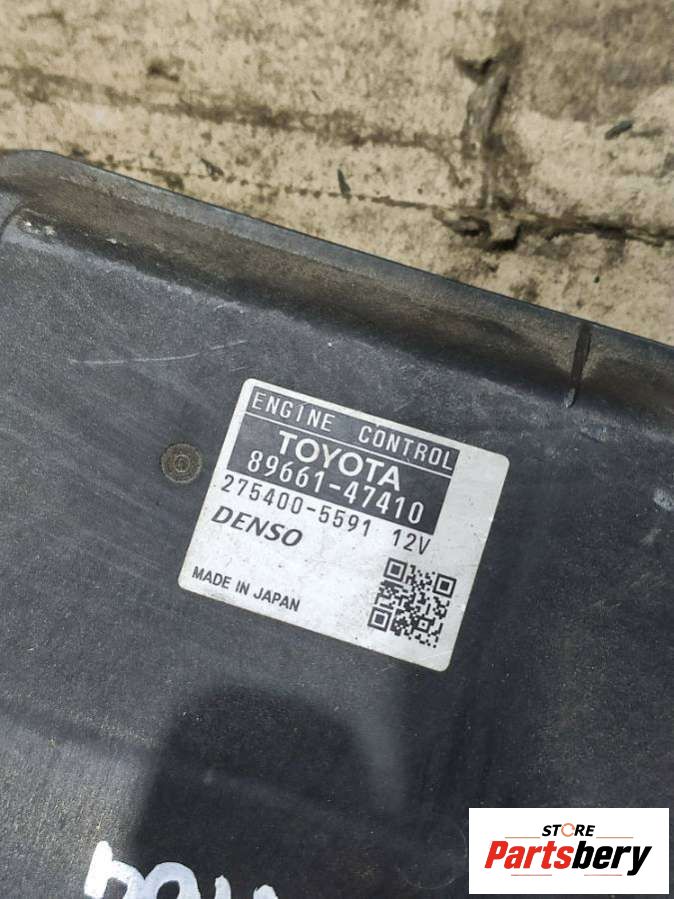 ENGINE CONTROL
TOYOTA
89661-47410
275400-5591 12V
DENSO
MADE IN JAPAN
STORE
Partsbery